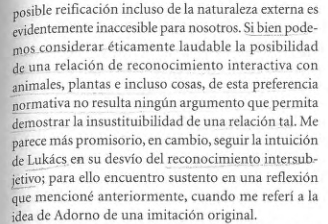 posible reificación incluso de la naturaleza externa es
evidentemente inaccesible para nosotros. Si bien pode-
mos considerar éticamente laudable la posibilidad
de una relación de reconocimiento interactiva con
animales, plantas e incluso cosas, de esta preferencia
normativa no resulta ningún argumento que permita
demostrar la insustituibilidad de una relación tal. Me
parece más promisorio, en cambio, seguir la intuición
de Lukács en su desvío del reconocimiento intersub-
jetivo; para ello encuentro sustento en una reflexión
que mencioné anteriormente, cuando me referí a la
idea de Adorno de una imitación original.